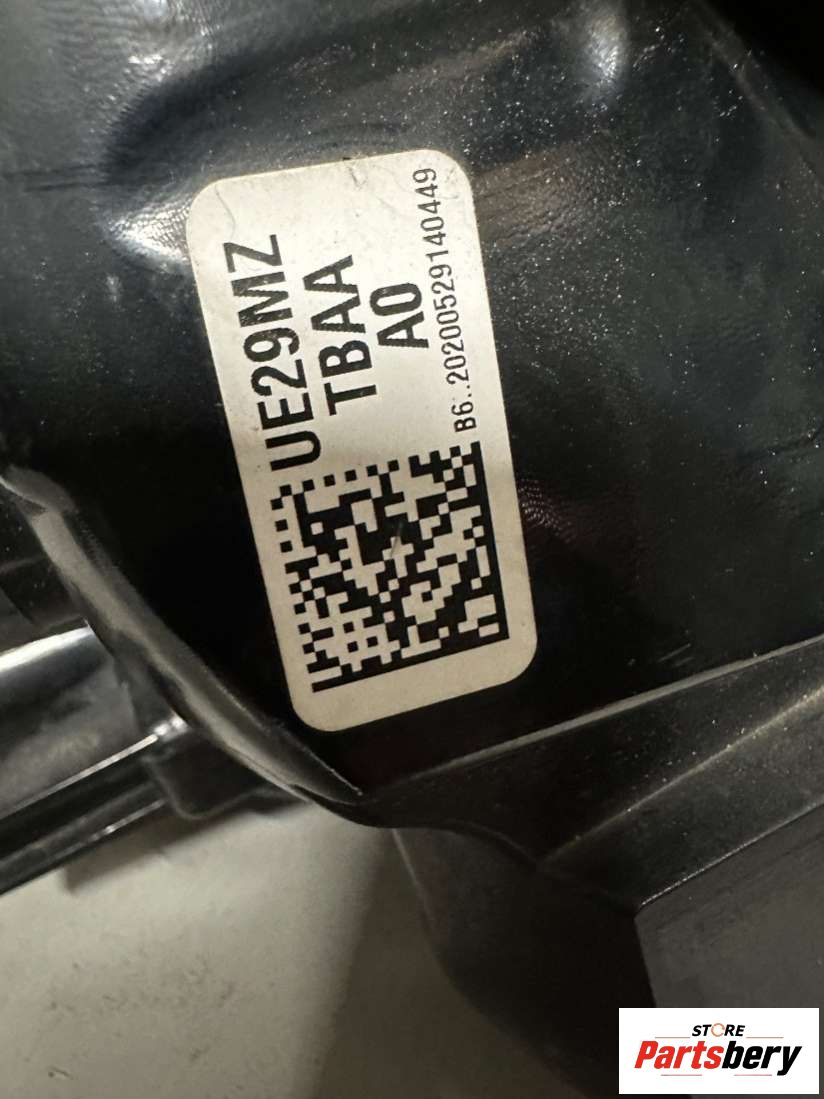 UE29MZ
TBAA
A0
B6..20200529140449
STORE
Partsbery